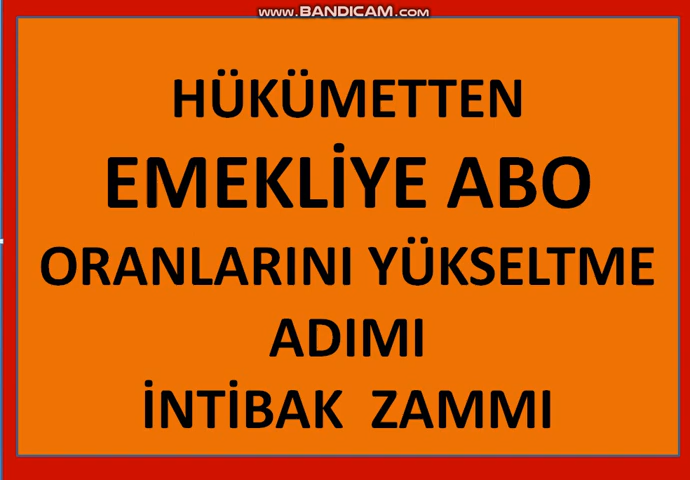 www.BANDICAM.com
HÜKÜMETTEN
EMEKLİYE ABO
ORANLARINI YÜKSELTME
ADIMI
İNTİBAK ZAMMI